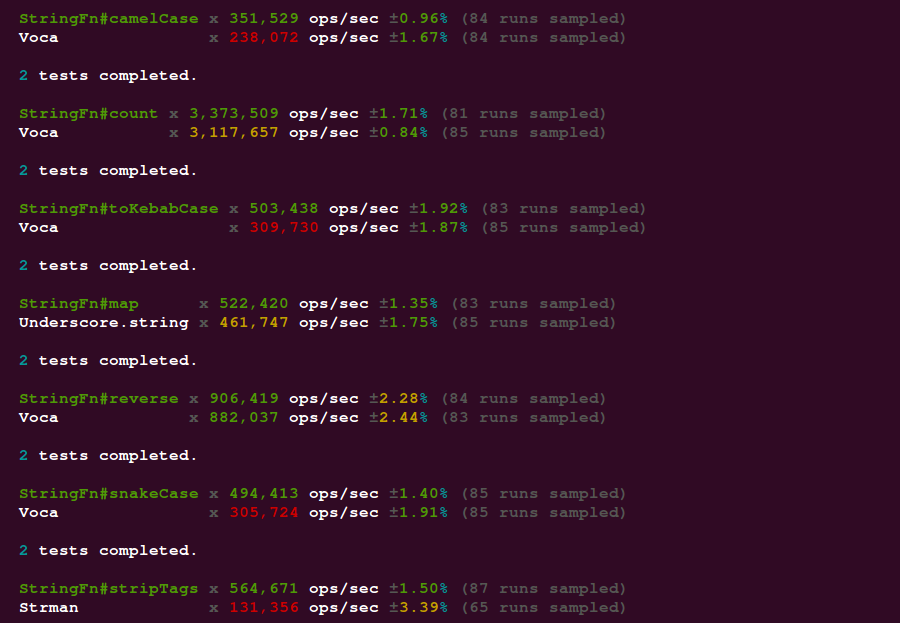 StringFn#camelCase x 351,529 ops/sec ±0.96% (84 runs sampled)
Voca x 238,072 ops/sec ±1.67% (84 runs sampled)
2 tests completed.
StringFn#count x 3,373,509 ops/sec ±1.71% (81 runs sampled)
Voca x 3,117,657 ops/sec ±0.84% (85 runs sampled)
2 tests completed.
StringFn#toKebabCase x 503,438 ops/sec ±1.92% (83 runs sampled)
Voca x 309,730 ops/sec ±1.87% (85 runs sampled)
2 tests completed.
StringFn#map x 522,420 ops/sec ±1.35% (83 runs sampled)
Underscore.string x 461,747 ops/sec ±1.75% (85 runs sampled)
2 tests completed.
StringFn#reverse x 906,419 ops/sec ±2.28% (84 runs sampled)
Voca x 882,037 ops/sec ±2.44% (83 runs sampled)
2 tests completed.
StringFn#snakeCase x 494,413 ops/sec ±1.40% (85 runs sampled)
Voca x 305,724 ops/sec ±1.91% (85 runs sampled)
2 tests completed.
StringFn#stripTags x 564,671 ops/sec ±1.50% (87 runs sampled)
Strman x 131,356 ops/sec ±3.39% (65 runs sampled)